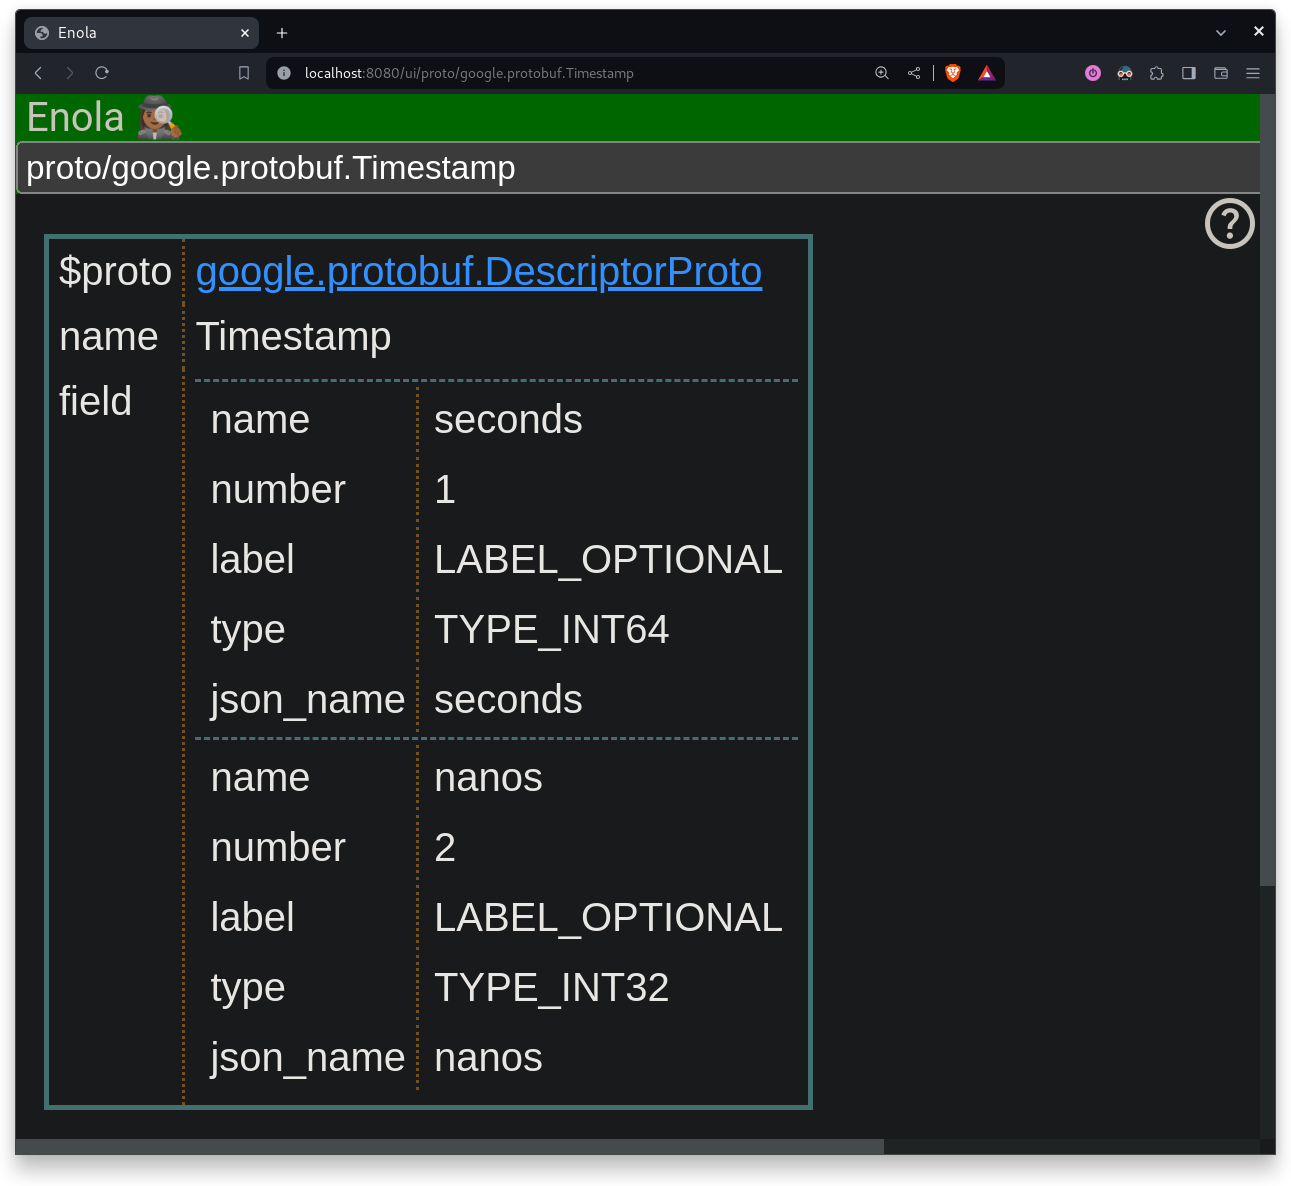 Enola
localhost:8080/ui/proto/google.protobuf.Timestamp
Enola
proto/google.protobuf.Timestamp
$proto google.protobuf.DescriptorProto
name Timestamp
field
name seconds
number 1
label LABEL_OPTIONAL
type TYPE_INT64
json_name seconds
name nanos
number 2
label LABEL_OPTIONAL
type TYPE_INT32
json_name nanos